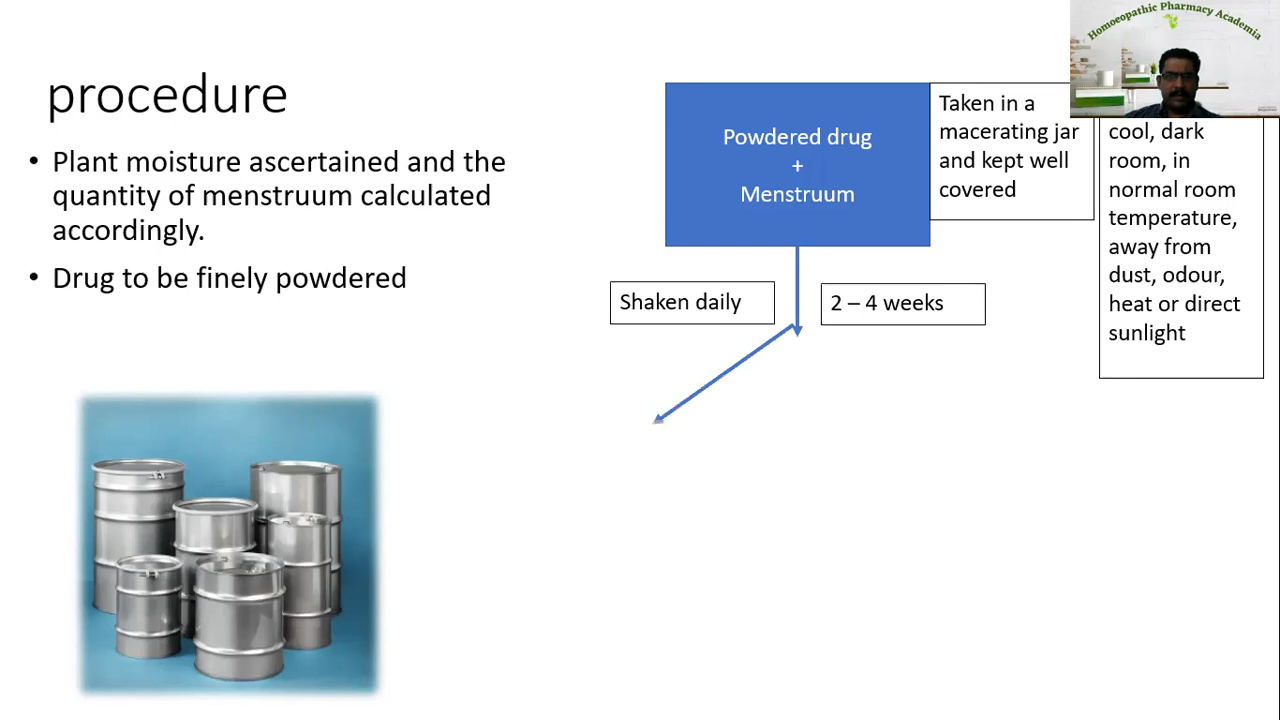 Homoeopathic Pharmacy Academia
procedure
• Plant moisture ascertained and the
quantity of menstruum calculated
accordingly.
• Drug to be finely powdered
Powdered drug
+
Menstruum
Taken in a
macerating jar
and kept well
covered
cool, dark
room, in
normal room
temperature,
away from
dust, odour,
heat or direct
sunlight
Shaken daily
2 – 4 weeks